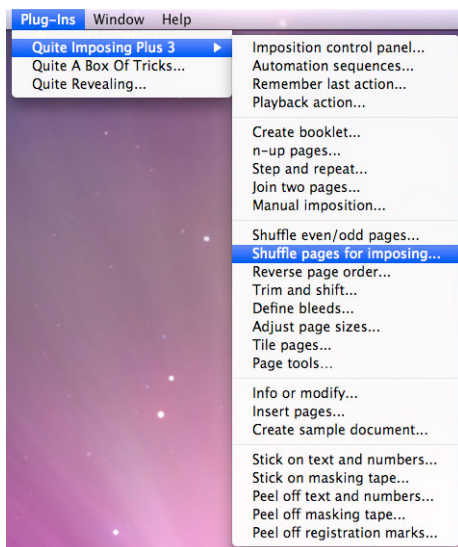 Plug-Ins Window Help
Quite Imposing Plus 3
Quite A Box Of Tricks...
Quite Revealing...
Imposition control panel...
Automation sequences...
Remember last action...
Playback action...
Create booklet...
n-up pages...
Step and repeat...
Join two pages...
Manual imposition...
Shuffle even/odd pages...
Shuffle pages for imposing...
Reverse page order...
Trim and shift...
Define bleeds...
Adjust page sizes...
Tile pages...
Page tools...
Info or modify...
Insert pages...
Create sample document...
Stick on text and numbers...
Stick on masking tape...
Peel off text and numbers...
Peel off masking tape...
Peel off registration marks...